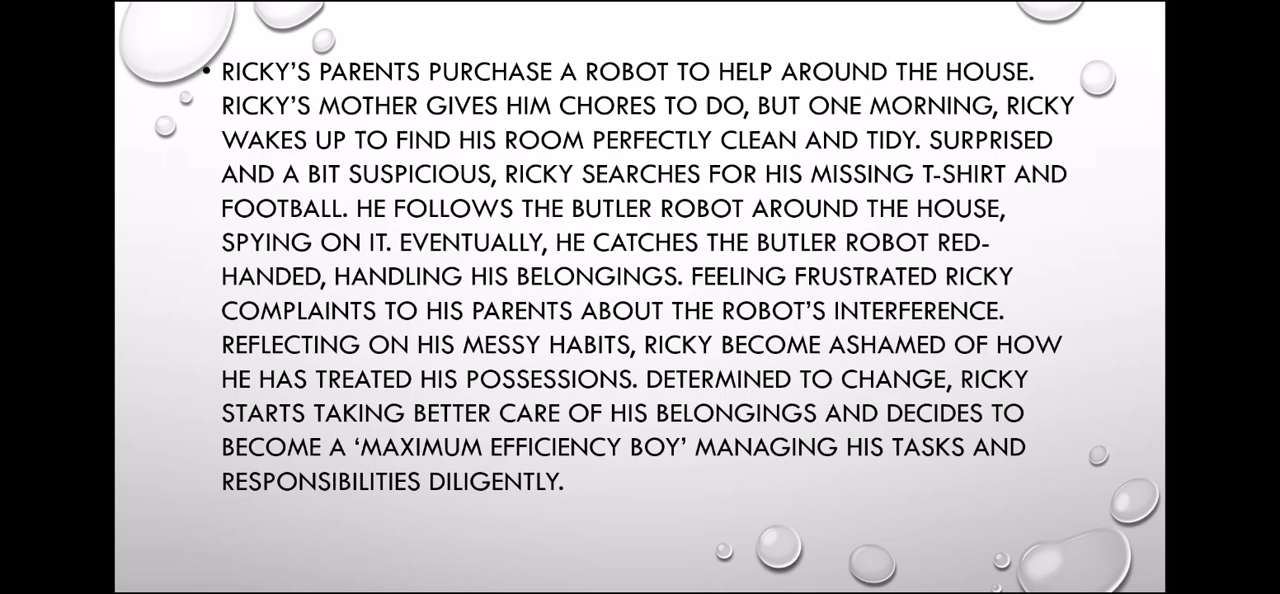 • RICKY’S PARENTS PURCHASE A ROBOT TO HELP AROUND THE HOUSE.
RICKY’S MOTHER GIVES HIM CHORES TO DO, BUT ONE MORNING, RICKY
WAKES UP TO FIND HIS ROOM PERFECTLY CLEAN AND TIDY. SURPRISED
AND A BIT SUSPICIOUS, RICKY SEARCHES FOR HIS MISSING T-SHIRT AND
FOOTBALL. HE FOLLOWS THE BUTLER ROBOT AROUND THE HOUSE,
SPYING ON IT. EVENTUALLY, HE CATCHES THE BUTLER ROBOT RED-
HANDED, HANDLING HIS BELONGINGS. FEELING FRUSTRATED RICKY
COMPLAINTS TO HIS PARENTS ABOUT THE ROBOT’S INTERFERENCE.
REFLECTING ON HIS MESSY HABITS, RICKY BECOME ASHAMED OF HOW
HE HAS TREATED HIS POSSESSIONS. DETERMINED TO CHANGE, RICKY
STARTS TAKING BETTER CARE OF HIS BELONGINGS AND DECIDES TO
BECOME A ‘MAXIMUM EFFICIENCY BOY’ MANAGING HIS TASKS AND
RESPONSIBILITIES DILIGENTLY.